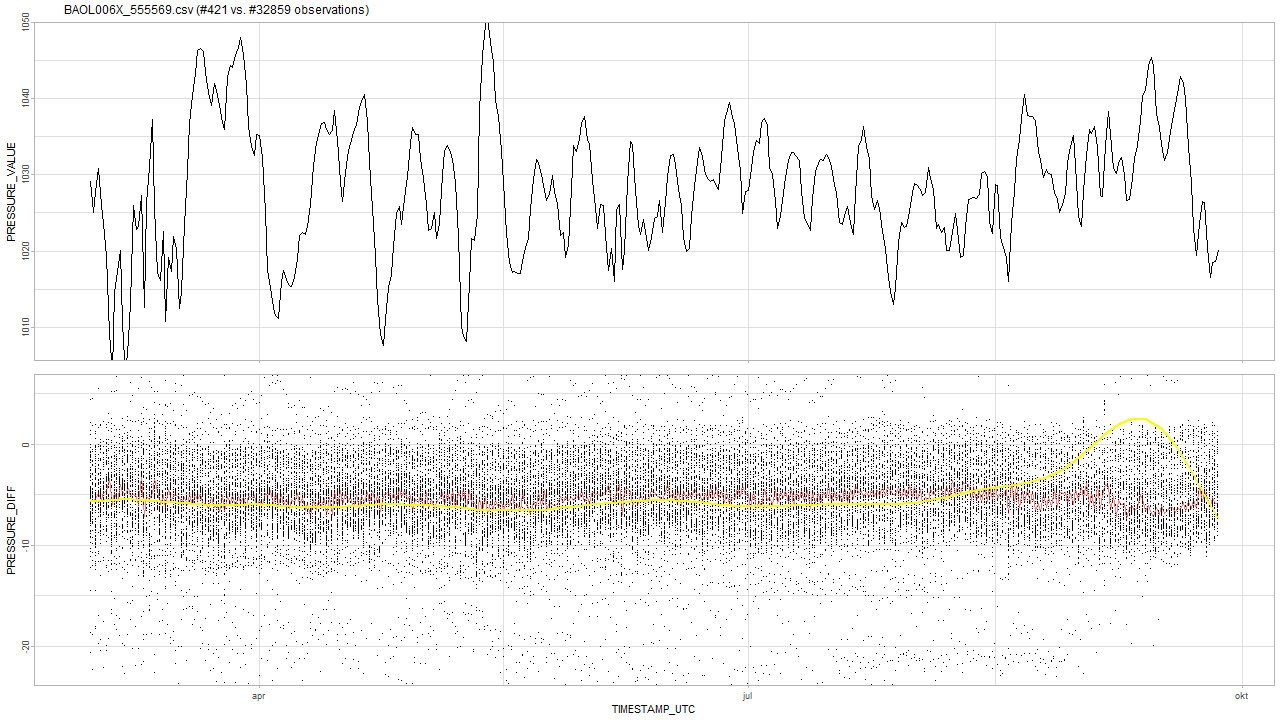 BAOL006X_555569.csv (#421 vs. #32859 observations)
PRESSURE_VALUE
1050
1040
1030
1020
1010
PRESSURE_DIFF
0
-10
-20
apr
jul
okt
TIMESTAMP_UTC